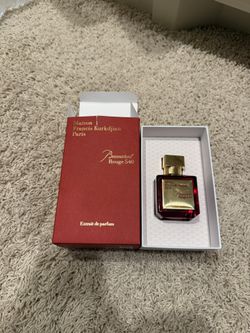 Maison
Francis Kurkdjian
Paris
Baccarat
Rouge 540
Extrait de parfum